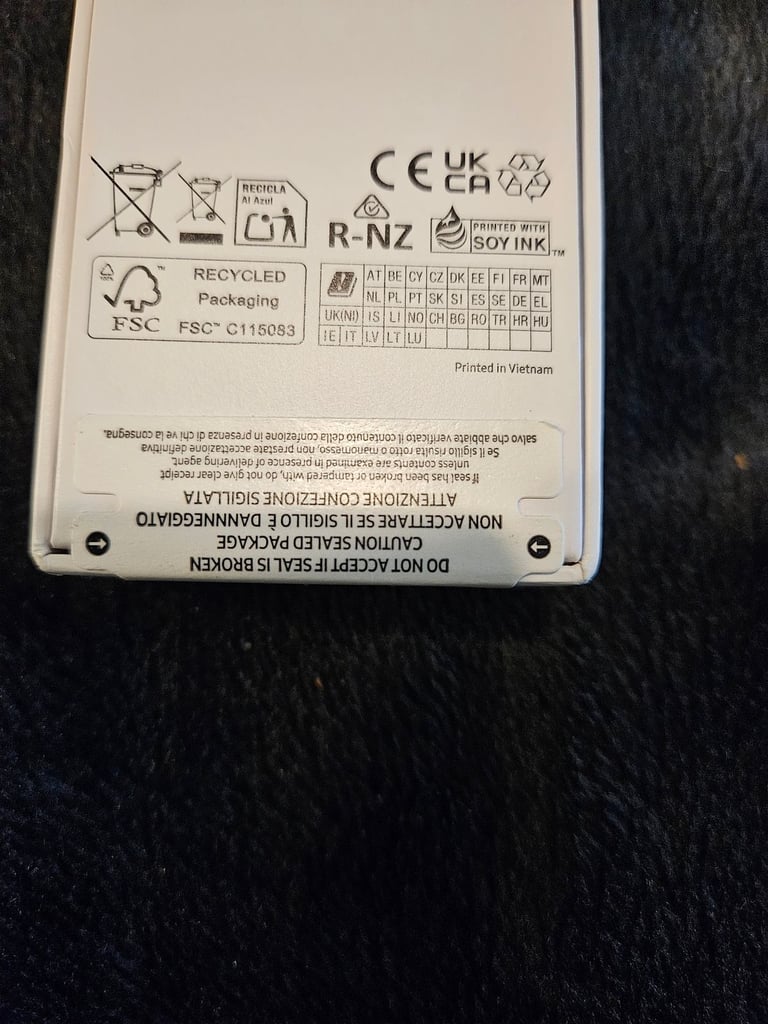 CE UK CA
RECICLA
Al Azul
R-NZ
PRINTED WITH
SOY INK™
100%
FSC™
RECYCLED
Packaging
FSC™ C115083
AT BE CY CZ DK EE FI FR MT
NL PL PT SK SI ES SE DE EL
UK(NI) IS LI NO CH BG RO TR HR HU
IE IT LV LT LU
Printed in Vietnam
DO NOT ACCEPT IF SEAL IS BROKEN
CAUTION SEALED PACKAGE
NON ACCETTARE SE IL SIGILLO È DANNNEGGIATO
ATTENZIONE CONFEZIONE SIGILLATA
If seal has been broken or tampered with, do not give clear receipt
unless contents are examined in presence of delivering agent.
Se il sigillo risulta rotto o manomesso, non prestate accettazione definitiva
salvo che abbiate verificato il contenuto della confezione in presenza di chi ve la consegna.